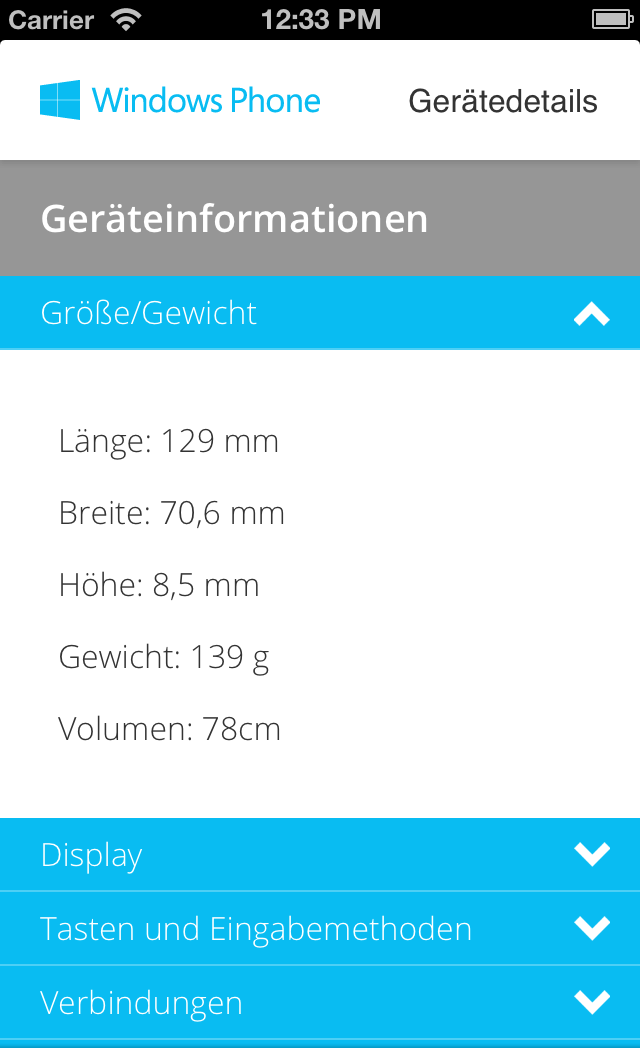 Carrier 12:33 PM
Windows Phone Gerätedetails
Geräteinformationen
Größe/Gewicht
Länge: 129 mm
Breite: 70,6 mm
Höhe: 8,5 mm
Gewicht: 139 g
Volumen: 78cm
Display
Tasten und Eingabemethoden
Verbindungen